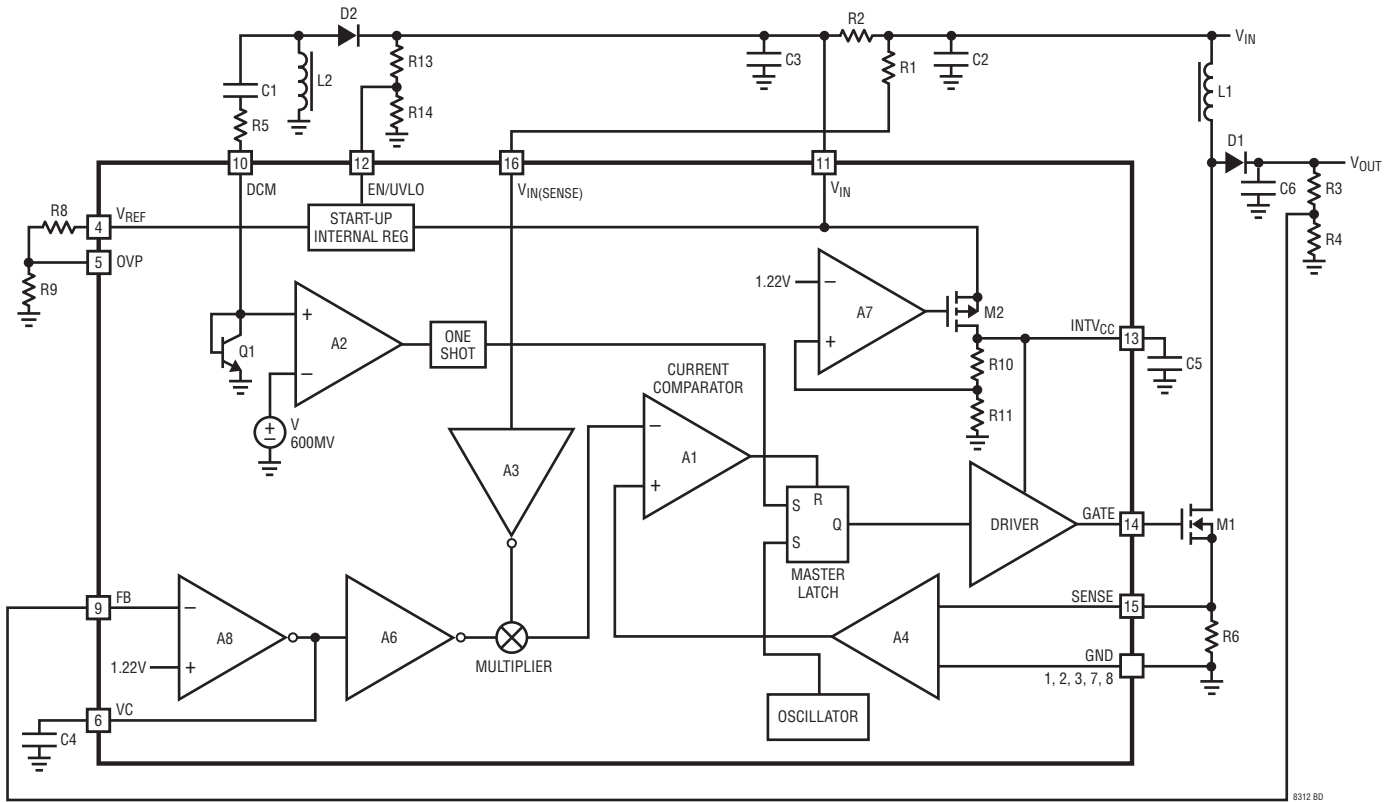 D2
R2
VIN
R13
C3
R1
C2
C1
L2
R14
L1
R5
D1
10
12
16
11
VOUT
DCM
EN/UVLO
VIN(SENSE)
VIN
C6
R3
R8
4
VREF
START-UP
INTERNAL REG
R4
5
OVP
R9
1.22V
−
A7
+
M2
INTVCC
13
C5
R10
R11
+
A2
−
ONE
SHOT
Q1
V
600MV
+
−
CURRENT
COMPARATOR
A3
−
A1
+
S
R
Q
S
MASTER
LATCH
DRIVER
GATE
14
M1
9
FB
−
A8
1.22V
+
A6
MULTIPLIER
A4
SENSE
15
R6
GND
1, 2, 3, 7, 8
6
VC
C4
OSCILLATOR
8312 BD